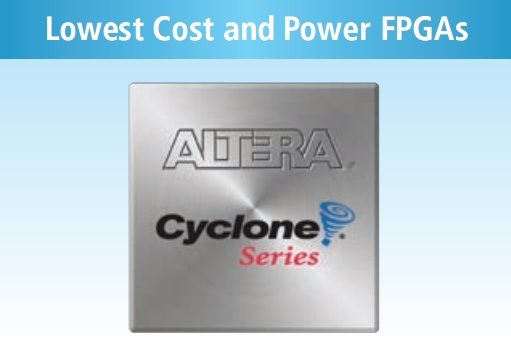 Lowest Cost and Power FPGAs
ALTERA
Cyclone
Series